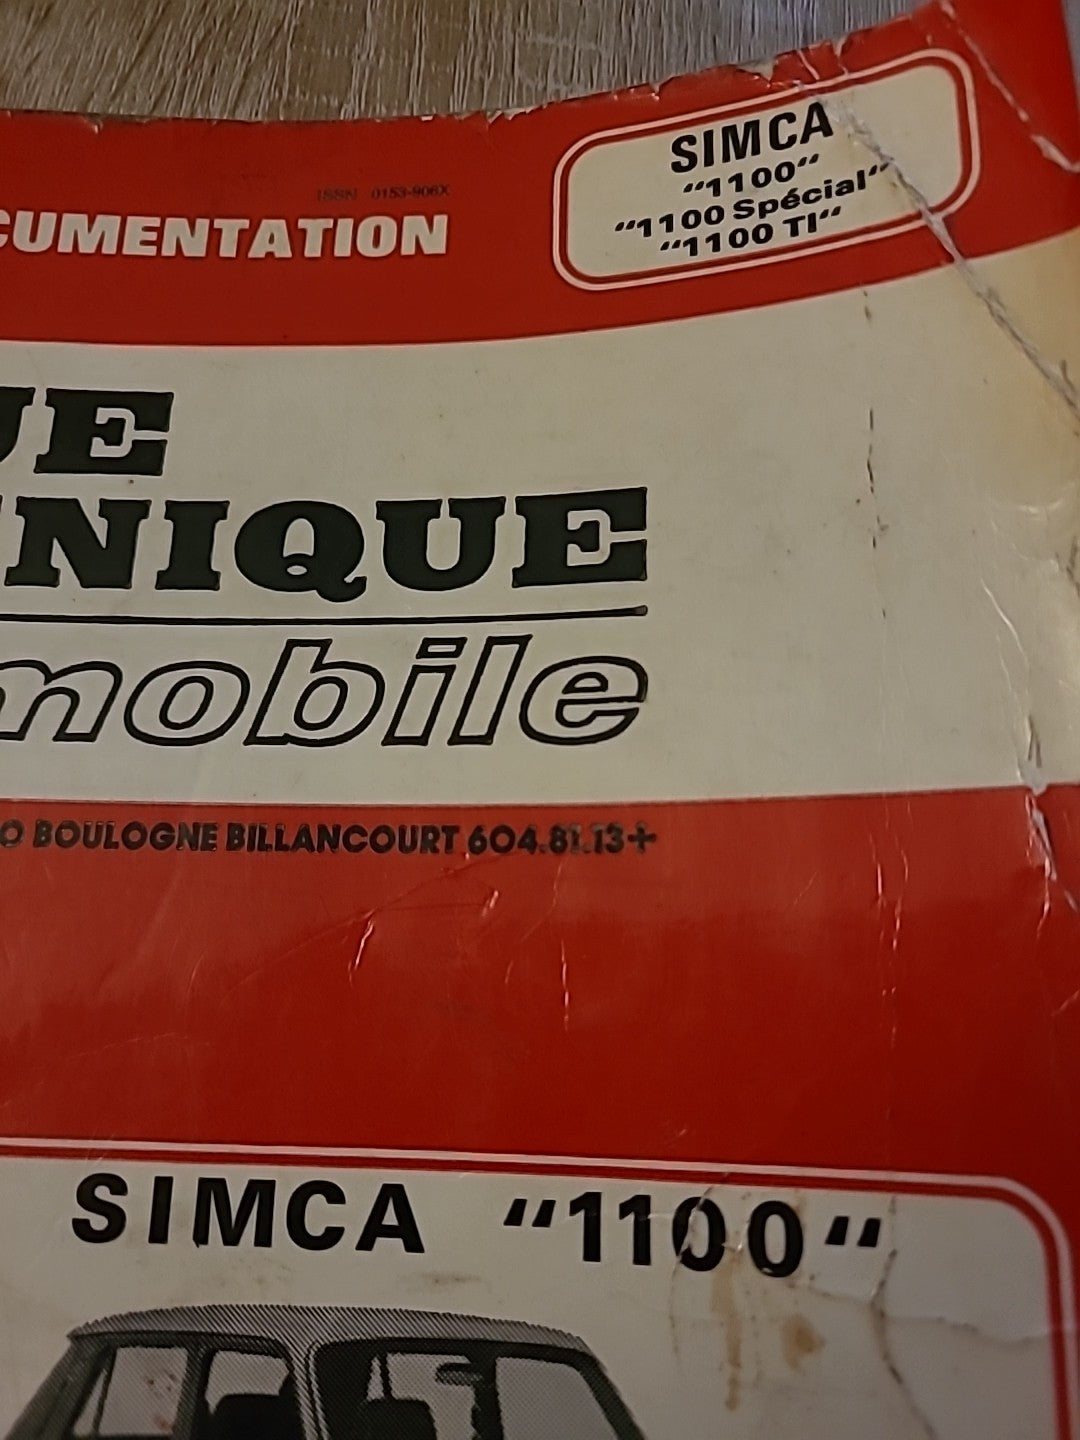 SIMCA
"1100"
"1100 Spécial"
"1100 TI"
ISSN 0153-906X
CUMENTATION
UE
NIQUE
mobile
0 BOULOGNE BILLANCOURT 604.81.13+
SIMCA "1100"